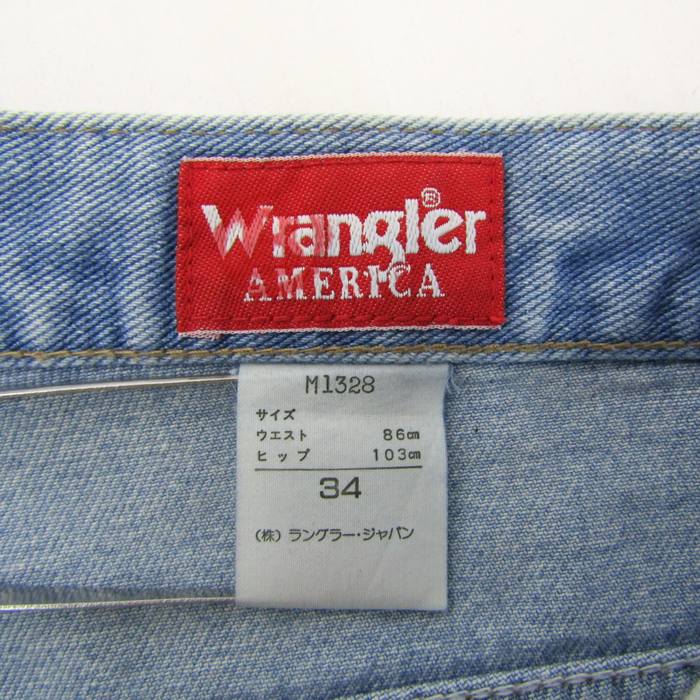 Wrangler®
AMERICA
M1328
サイズ
ウエスト 86㎝
ヒップ 103㎝
34
(株) ラングラー・ジャパン